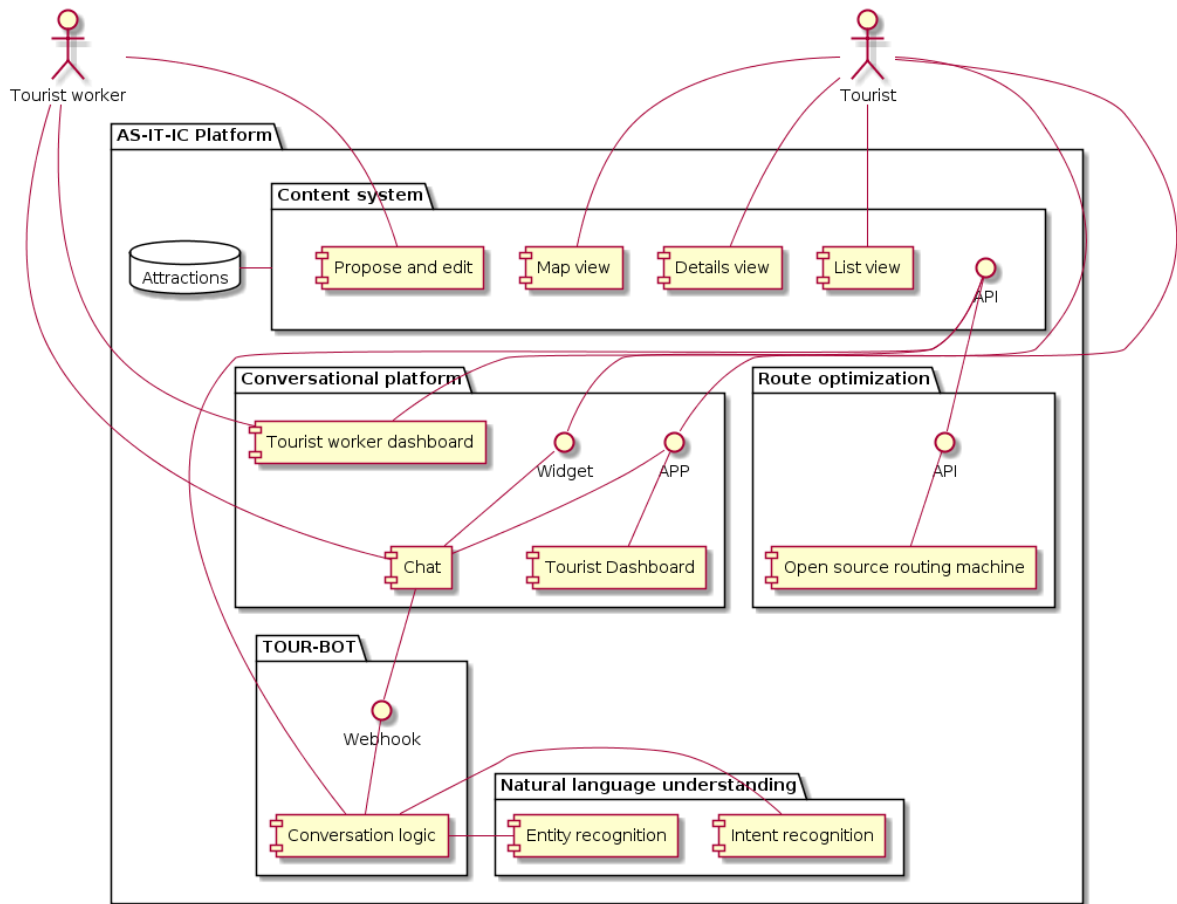 Tourist worker
Tourist
AS-IT-IC Platform
Content system
Attractions
Propose and edit
Map view
Details view
List view
API
Conversational platform
Route optimization
Tourist worker dashboard
Widget
APP
API
Chat
Tourist Dashboard
Open source routing machine
TOUR-BOT
Webhook
Natural language understanding
Conversation logic
Entity recognition
Intent recognition